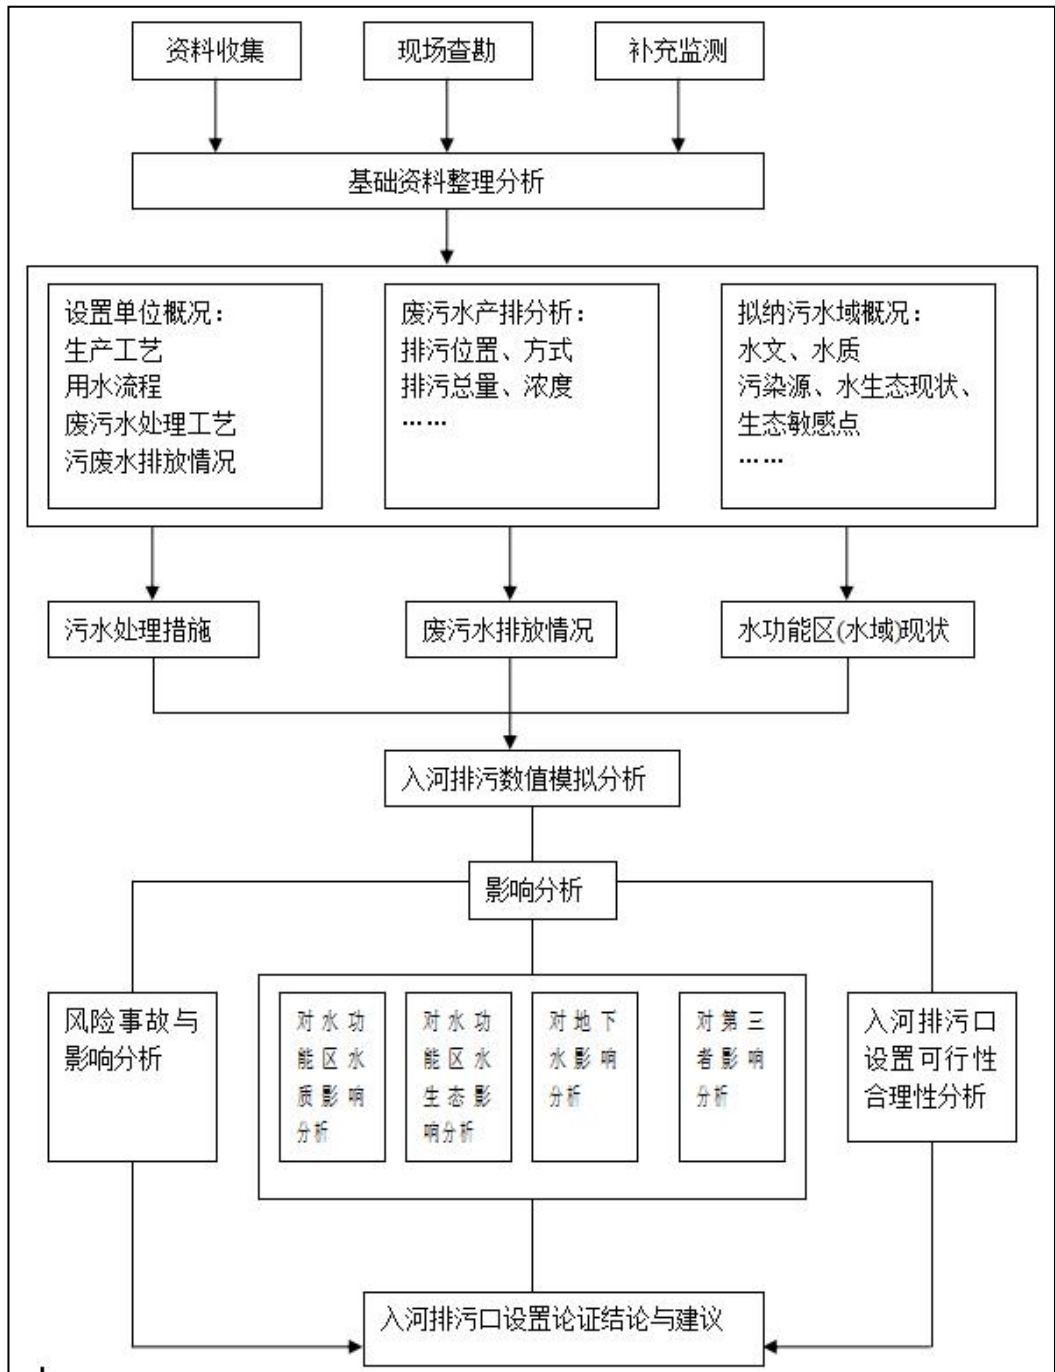 资料收集
现场查勘
补充监测
基础资料整理分析
设置单位概况：
生产工艺
用水流程
废污水处理工艺
污废水排放情况
废污水产排分析：
排污位置、方式
排污总量、浓度
……
拟纳污水域概况：
水文、水质
污染源、水生态现状、
生态敏感点
……
污水处理措施
废污水排放情况
水功能区(水域)现状
入河排污数值模拟分析
影响分析
风险事故与
影响分析
对水功
能区水
质影响
分析
对水功
能区水
生态影
响分析
对地下
水影响
分析
对第三
者影响
分析
入河排污口
设置可行性
合理性分析
入河排污口设置论证结论与建议